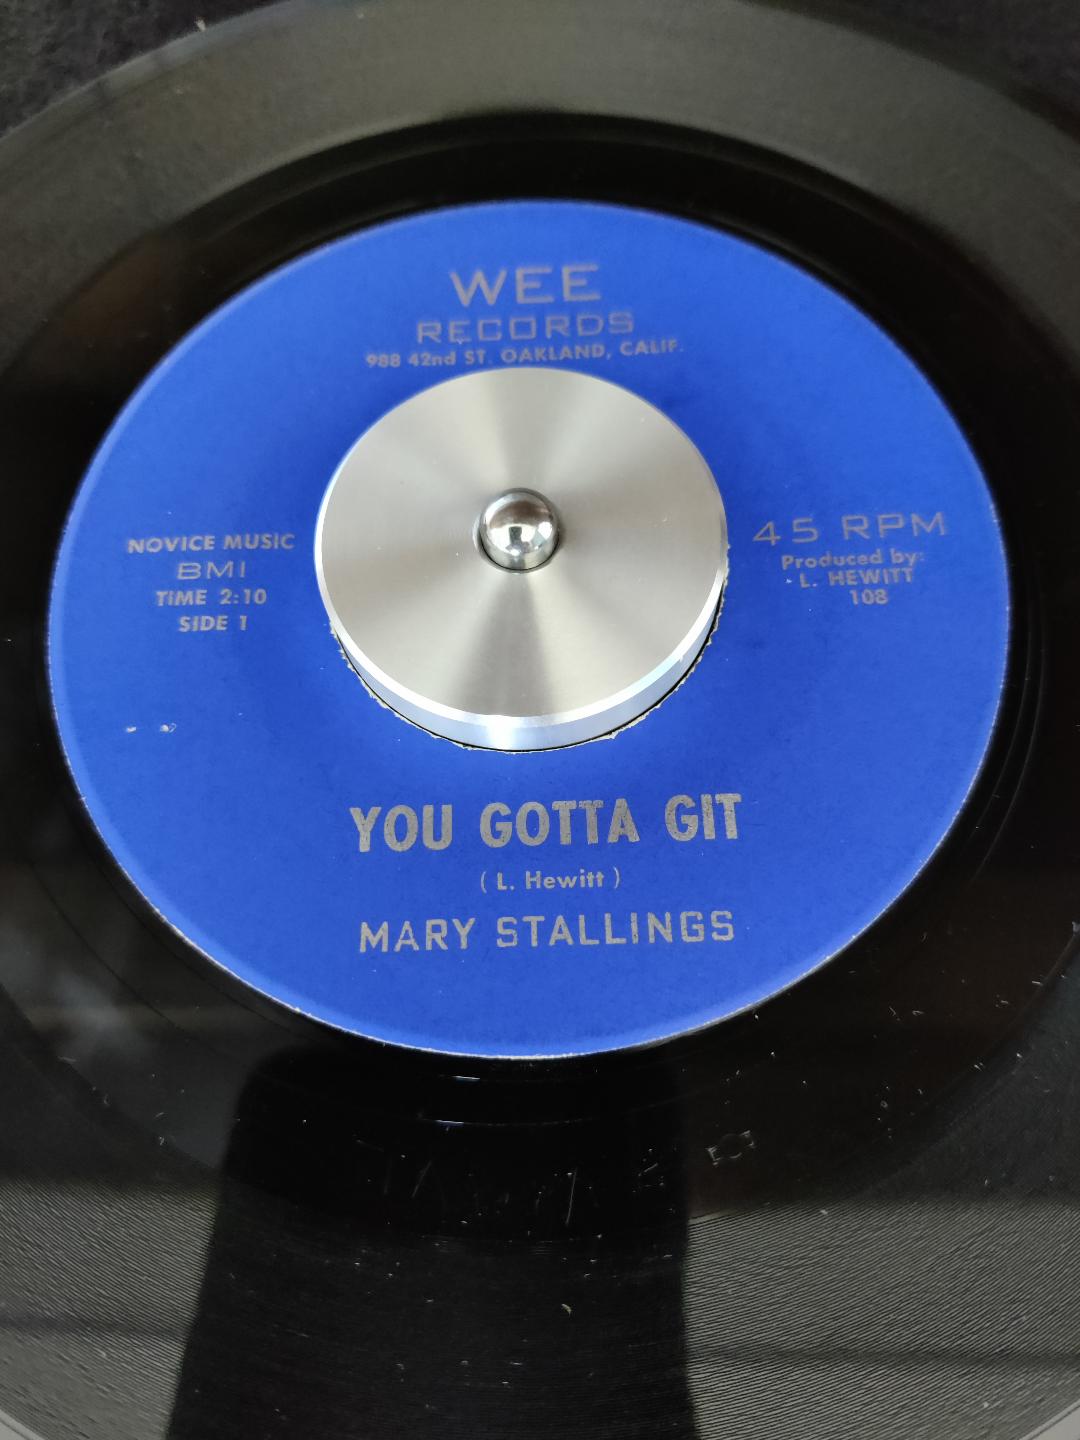 WEE
RECORDS
988 42nd ST. OAKLAND, CALIF.
NOVICE MUSIC
BMI
TIME 2:10
SIDE 1
45 RPM
Produced by:
L. HEWITT
108
YOU GOTTA GIT
( L. Hewitt )
MARY STALLINGS